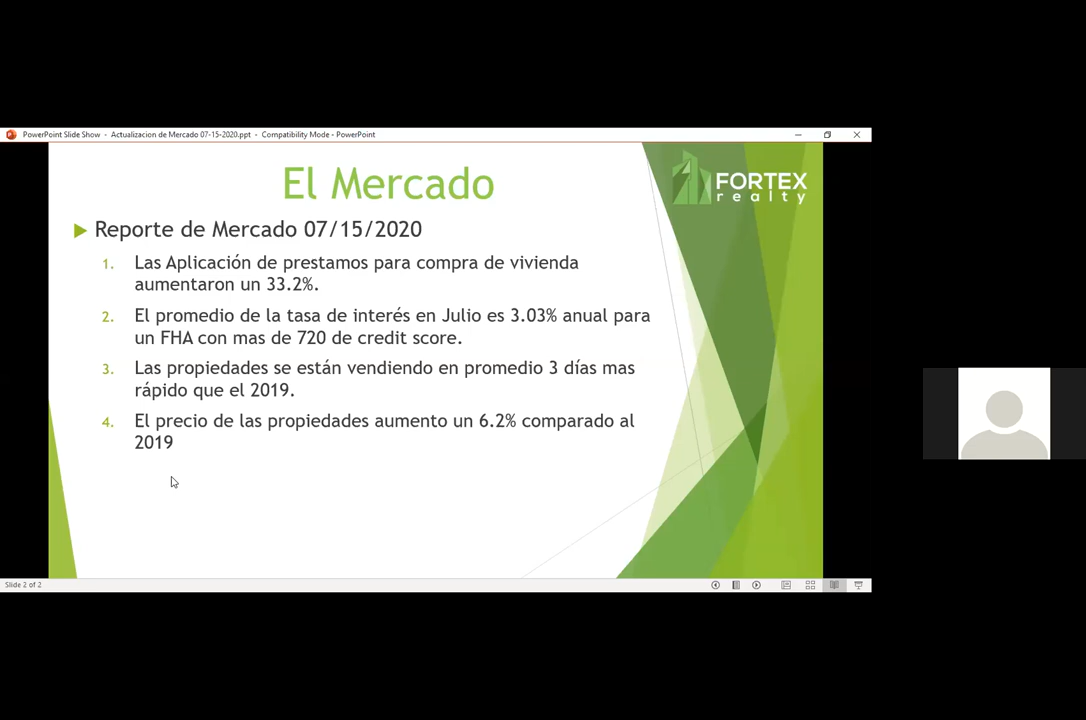 PowerPoint Slide Show - Actualizacion de Mercado 07-15-2020.ppt - Compatibility Mode - PowerPoint
El Mercado
FORTEX
realty
Reporte de Mercado 07/15/2020
1. Las Aplicación de prestamos para compra de vivienda
aumentaron un 33.2%.
2. El promedio de la tasa de interés en Julio es 3.03% anual para
un FHA con mas de 720 de credit score.
3. Las propiedades se están vendiendo en promedio 3 días mas
rápido que el 2019.
4. El precio de las propiedades aumento un 6.2% comparado al
2019
Slide 2 of 2